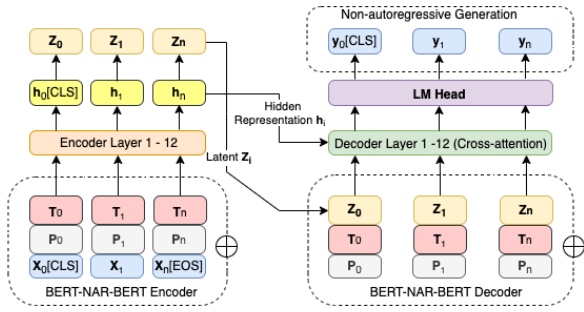 Z0 Z1 Zn
h0[CLS] h1 hn
Encoder Layer 1 - 12
T0 T1 Tn
P0 P1 Pn
X0[CLS] X1 Xn[EOS]
BERT-NAR-BERT Encoder
Hidden
Representation hi
Latent Zi
Non-autoregressive Generation
y0[CLS] y1 yn
LM Head
Decoder Layer 1 -12 (Cross-attention)
Z0 Z1 Zn
T0 T1 Tn
P0 P1 Pn
BERT-NAR-BERT Decoder